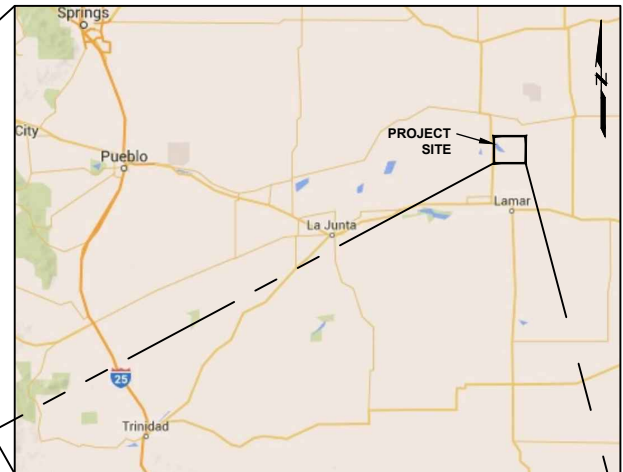 Springs
N
PROJECT
SITE
City
Pueblo
Lamar
La Junta
25
Trinidad